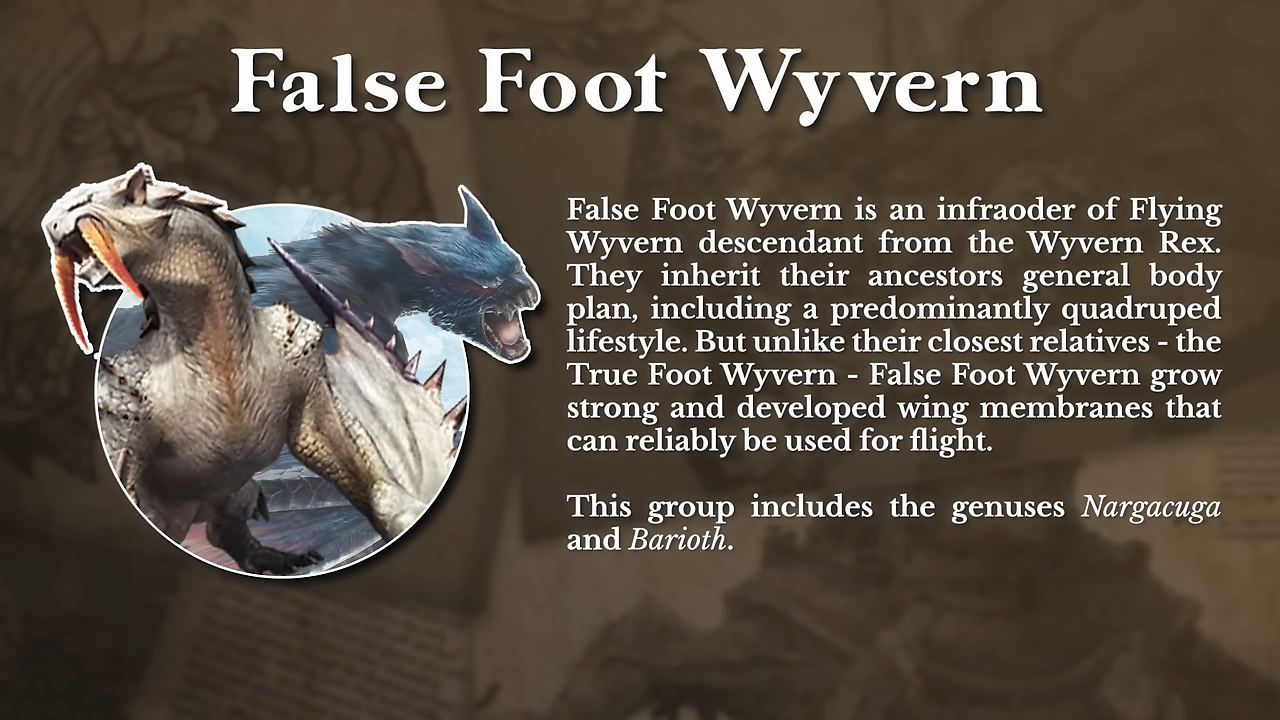 False Foot Wyvern
False Foot Wyvern is an infraoder of Flying
Wyvern descendant from the Wyvern Rex.
They inherit their ancestors general body
plan, including a predominantly quadruped
lifestyle. But unlike their closest relatives - the
True Foot Wyvern - False Foot Wyvern grow
strong and developed wing membranes that
can reliably be used for flight.
This group includes the genuses Nargacuga
and Barioth.